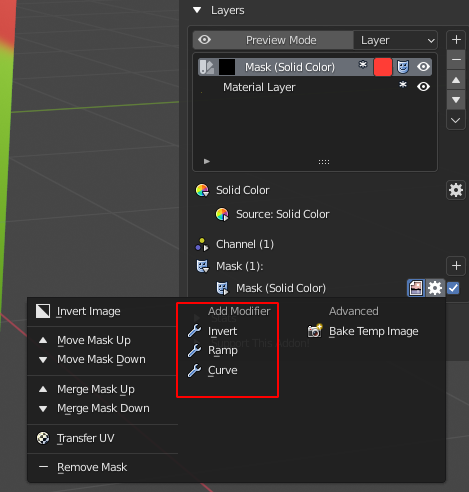 Layers
Preview Mode Layer
Mask (Solid Color) *
Material Layer *
Solid Color
Source: Solid Color
Channel (1)
Mask (1):
Mask (Solid Color)
Invert Image
Move Mask Up
Move Mask Down
Merge Mask Up
Merge Mask Down
Transfer UV
Remove Mask
Add Modifier
Invert
Ramp
Curve
Advanced
Bake Temp Image